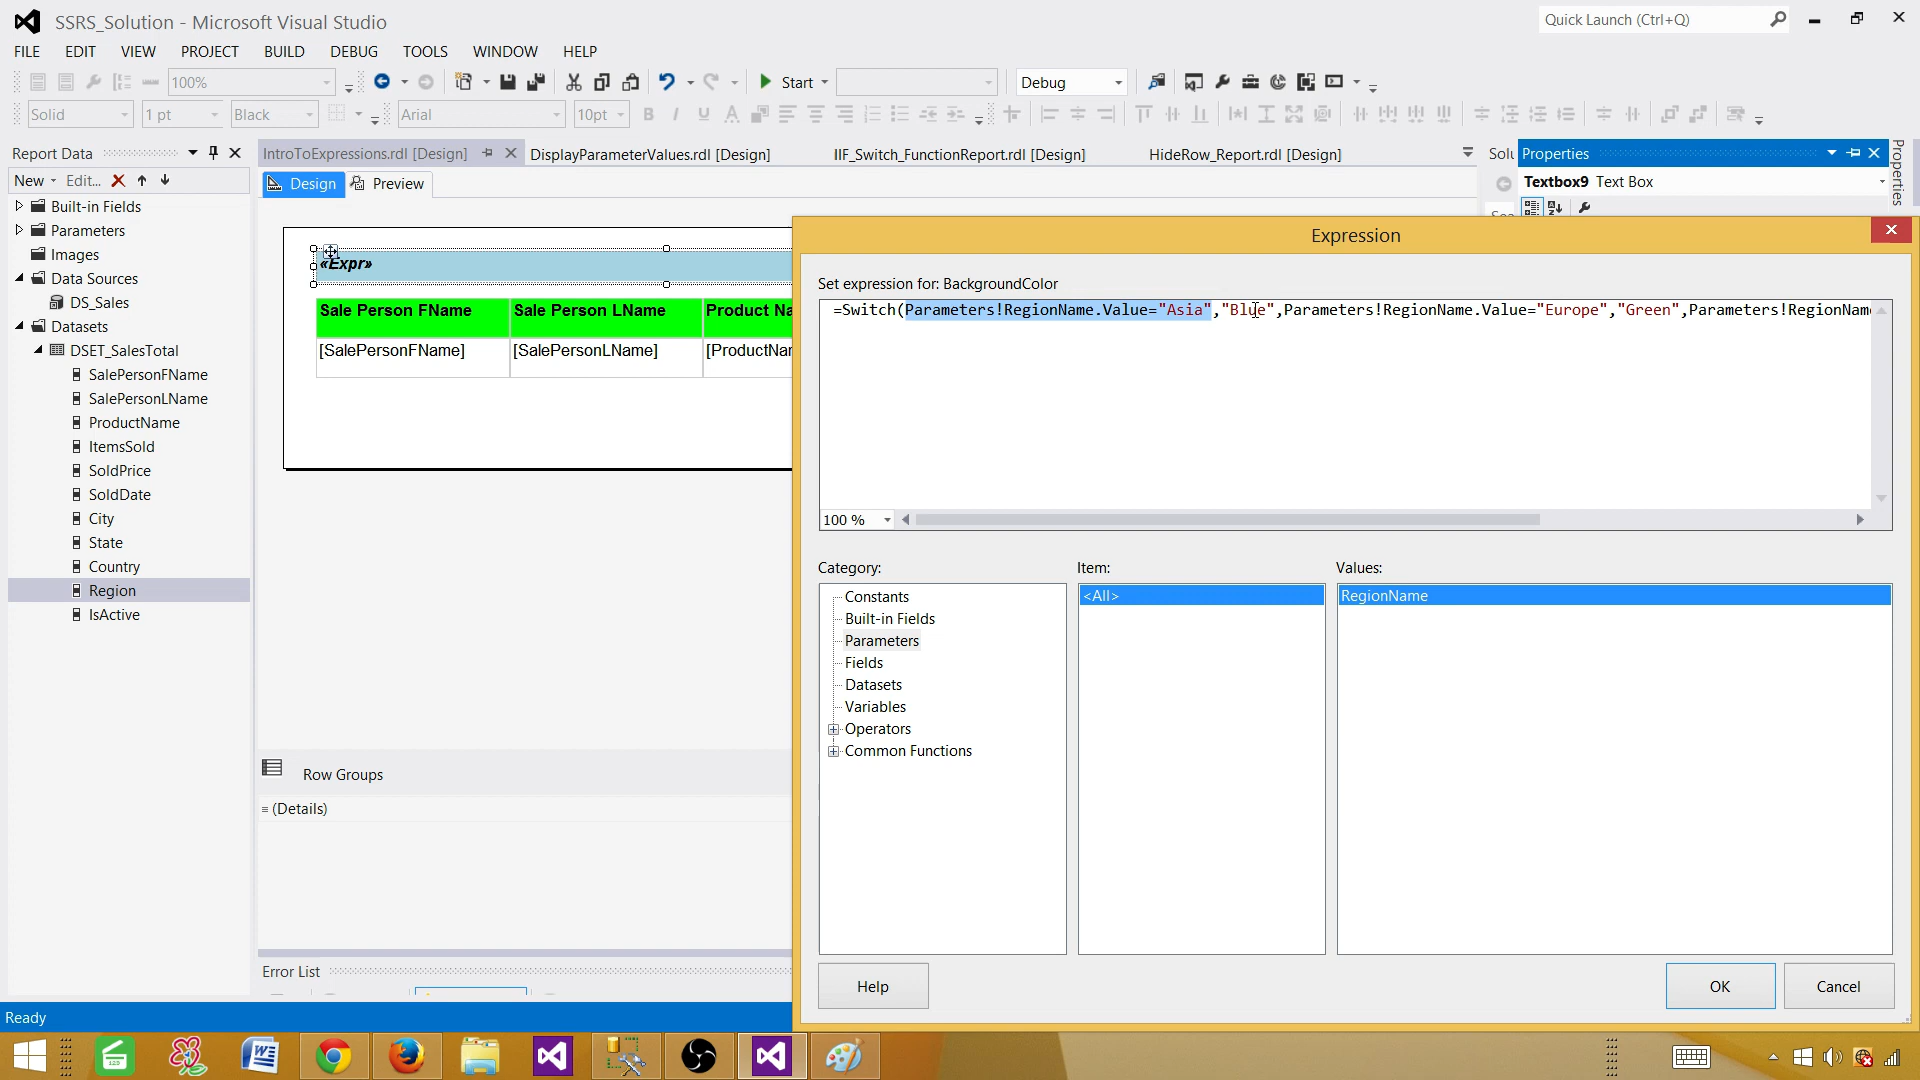 SSRS_Solution - Microsoft Visual Studio
Quick Launch (Ctrl+Q)
FILE EDIT VIEW PROJECT BUILD DEBUG TOOLS WINDOW HELP
100% Start Debug
Solid 1 pt Black Arial 10pt B I U A
Report Data
IntroToExpressions.rdl [Design] DisplayParameterValues.rdl [Design] IIF_Switch_FunctionReport.rdl [Design] HideRow_Report.rdl [Design]
Solu
Properties
Properties
New Edit...
Design Preview
Textbox9 Text Box
Built-in Fields
Parameters
Images
Data Sources
DS_Sales
Datasets
DSET_SalesTotal
SalePersonFName
SalePersonLName
ProductName
ItemsSold
SoldPrice
SoldDate
City
State
Country
Region
IsActive
«Expr»
Sale Person FName Sale Person LName Product Na
[SalePersonFName] [SalePersonLName] [ProductNar
Row Groups
(Details)
Error List
Expression
Set expression for: BackgroundColor
=Switch(Parameters!RegionName.Value="Asia","Blue",Parameters!RegionName.Value="Europe","Green",Parameters!RegionName
100 %
Category: Item: Values:
Constants
Built-in Fields
Parameters
Fields
Datasets
Variables
Operators
Common Functions
<All>
RegionName
Help OK Cancel
Ready